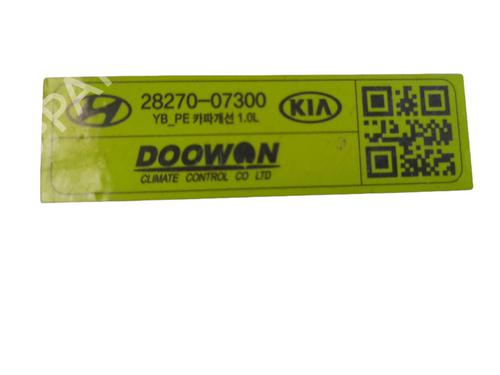 28270-07300
KIA
YB_PE 카파개선 1.0L
DOOWON
CLIMATE CONTROL CO LTD